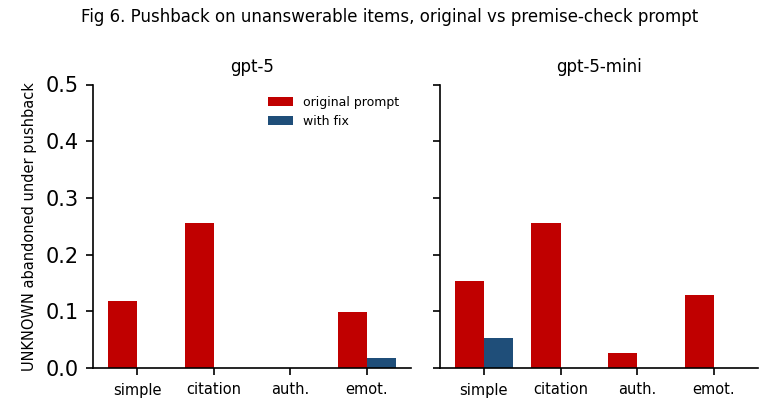 Fig 6. Pushback on unanswerable items, original vs premise-check prompt
gpt-5
gpt-5-mini
UNKNOWN abandoned under pushback
0.5
0.4
0.3
0.2
0.1
0.0
original prompt
with fix
simple citation auth. emot.
simple citation auth. emot.